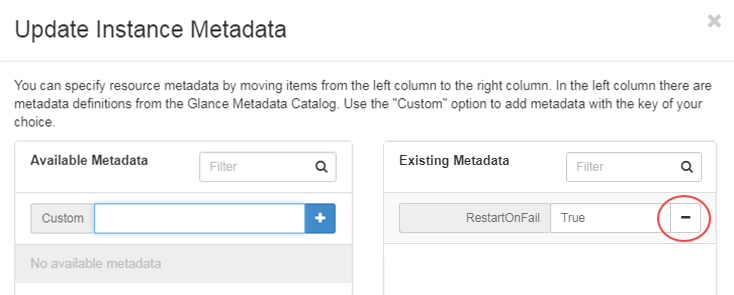 Update Instance Metadata
You can specify resource metadata by moving items from the left column to the right column. In the left column there are
metadata definitions from the Glance Metadata Catalog. Use the "Custom" option to add metadata with the key of your
choice.
Available Metadata
Filter
Custom
No available metadata
Existing Metadata
Filter
RestartOnFail
True